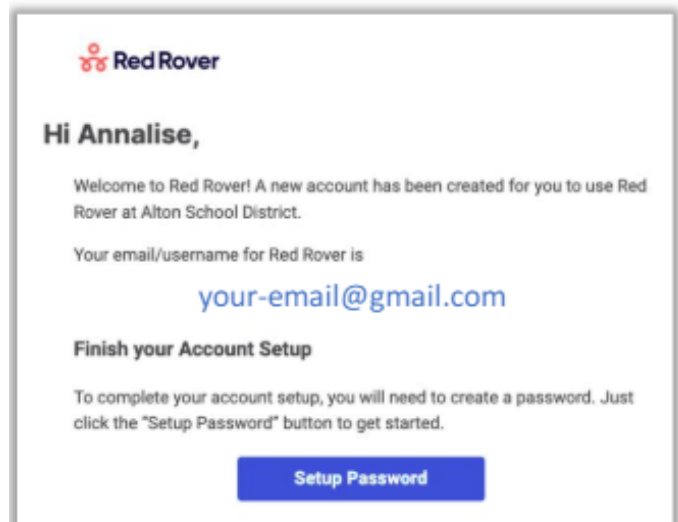 Red Rover
Hi Annalise,
Welcome to Red Rover! A new account has been created for you to use Red
Rover at Alton School District.
Your email/username for Red Rover is
your-email@gmail.com
Finish your Account Setup
To complete your account setup, you will need to create a password. Just
click the “Setup Password” button to get started.
Setup Password